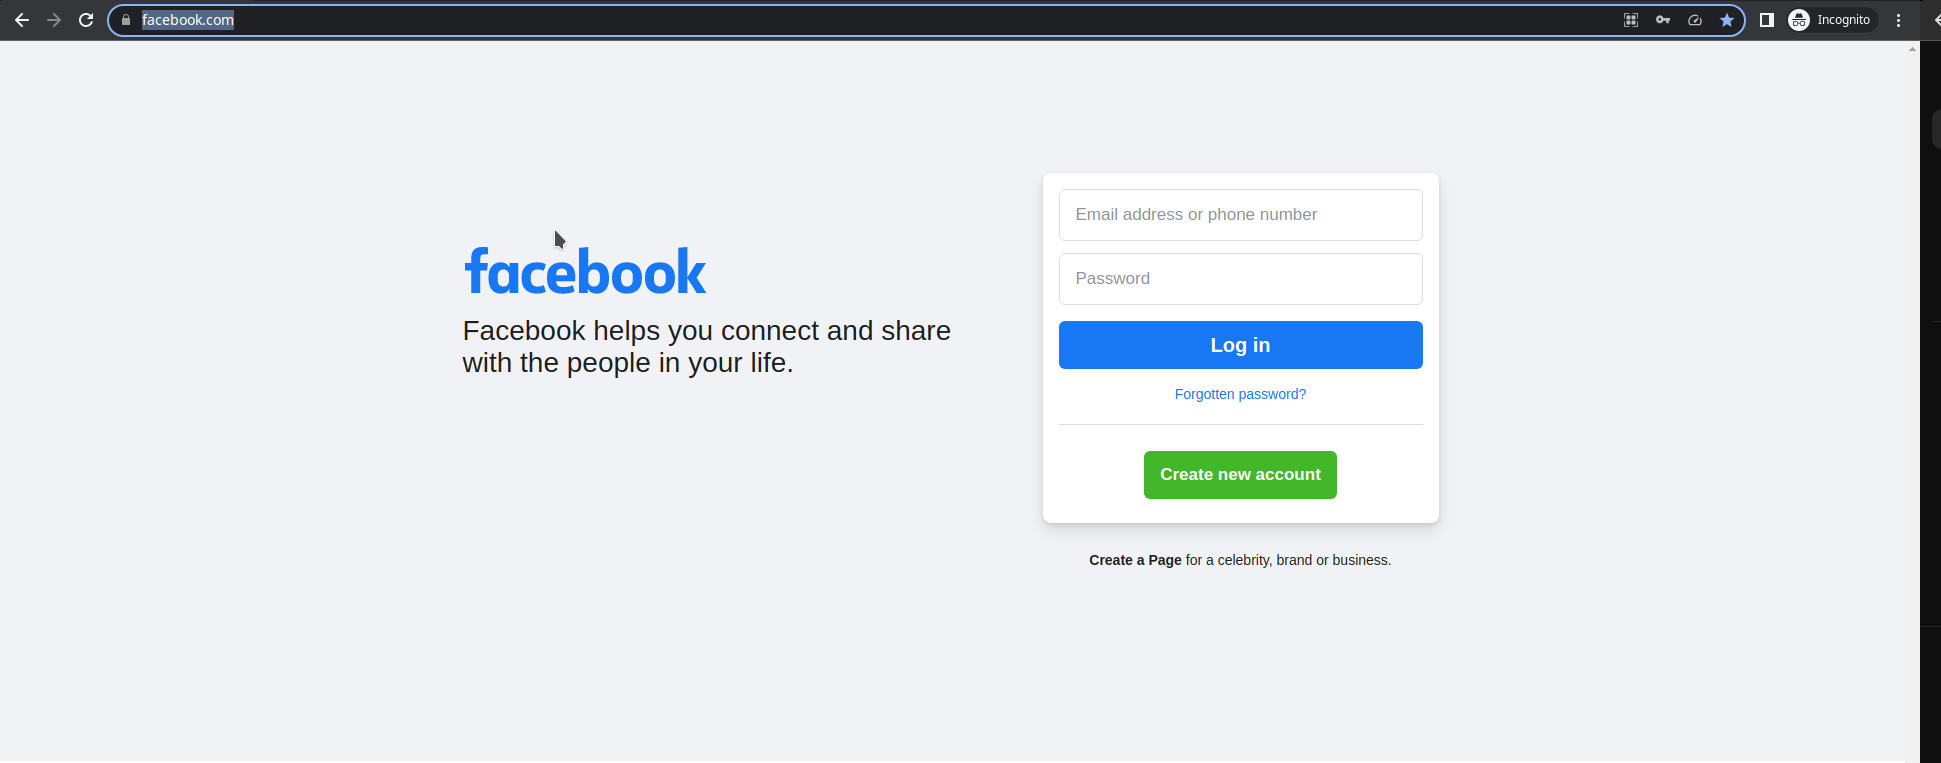 facebook.com
Incognito
facebook
Facebook helps you connect and share
with the people in your life.
Email address or phone number
Password
Log in
Forgotten password?
Create new account
Create a Page for a celebrity, brand or business.